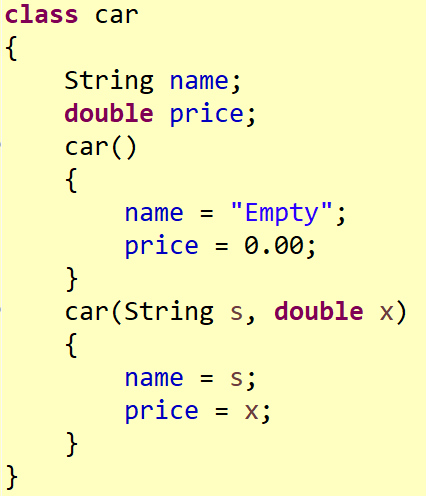 class car
{
    String name;
    double price;
    car()
    {
        name = "Empty";
        price = 0.00;
    }
    car(String s, double x)
    {
        name = s;
        price = x;
    }
}